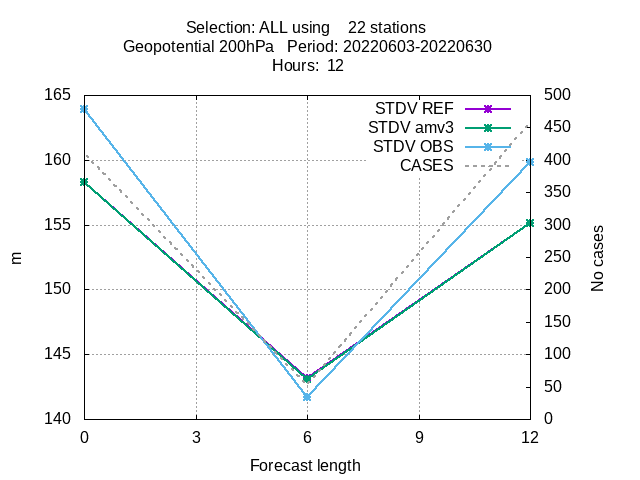 Selection: ALL using 22 stations
Geopotential 200hPa Period: 20220603-20220630
Hours: 12
165 500
STDV REF
450
STDV amv3
STDV OBS
160 400
CASES
350
155 300
No cases
250
m
150 200
150
145 100
50
140 0
0 3 6 9 12
Forecast length